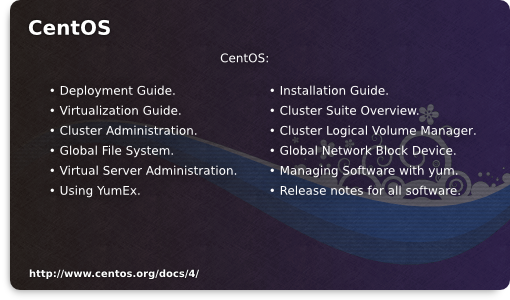 CentOS
CentOS:
• Deployment Guide.
• Virtualization Guide.
• Cluster Administration.
• Global File System.
• Virtual Server Administration.
• Using YumEx.
• Installation Guide.
• Cluster Suite Overview.
• Cluster Logical Volume Manager.
• Global Network Block Device.
• Managing Software with yum.
• Release notes for all software.
http://www.centos.org/docs/4/